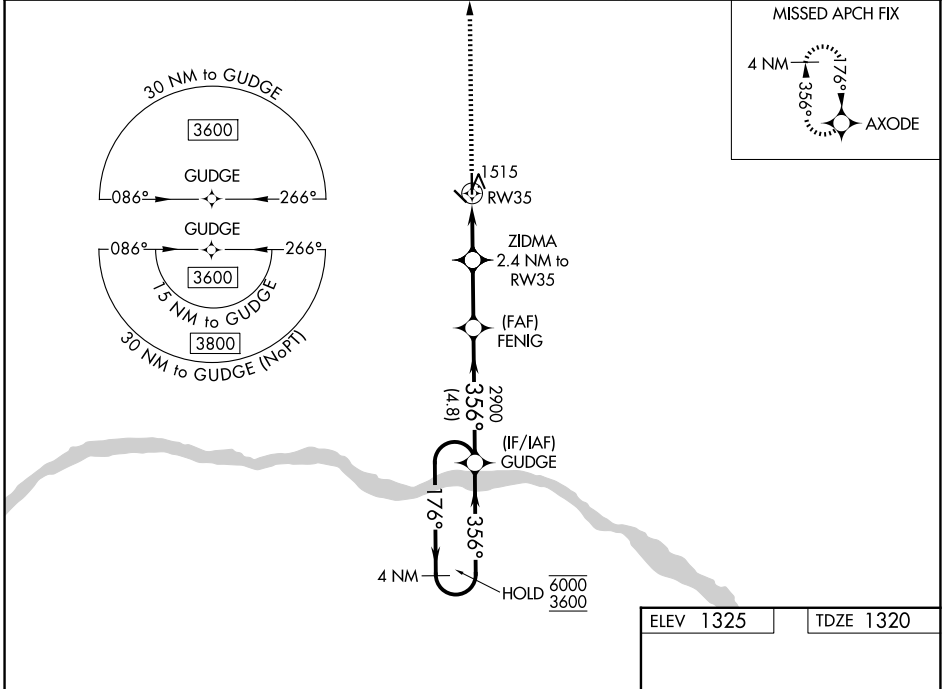 MISSED APCH FIX
4 NM
176°
356°
AXODE
30 NM to GUDGE
3600
GUDGE
086°
266°
GUDGE
086°
266°
3600
15 NM to GUDGE
3800
30 NM to GUDGE (NoPT)
1515
RW35
ZIDMA
2.4 NM to
RW35
(FAF)
FENIG
2900
356°
(4.8)
(IF/IAF)
GUDGE
176°
356°
4 NM
HOLD
6000
3600
ELEV 1325
TDZE 1320